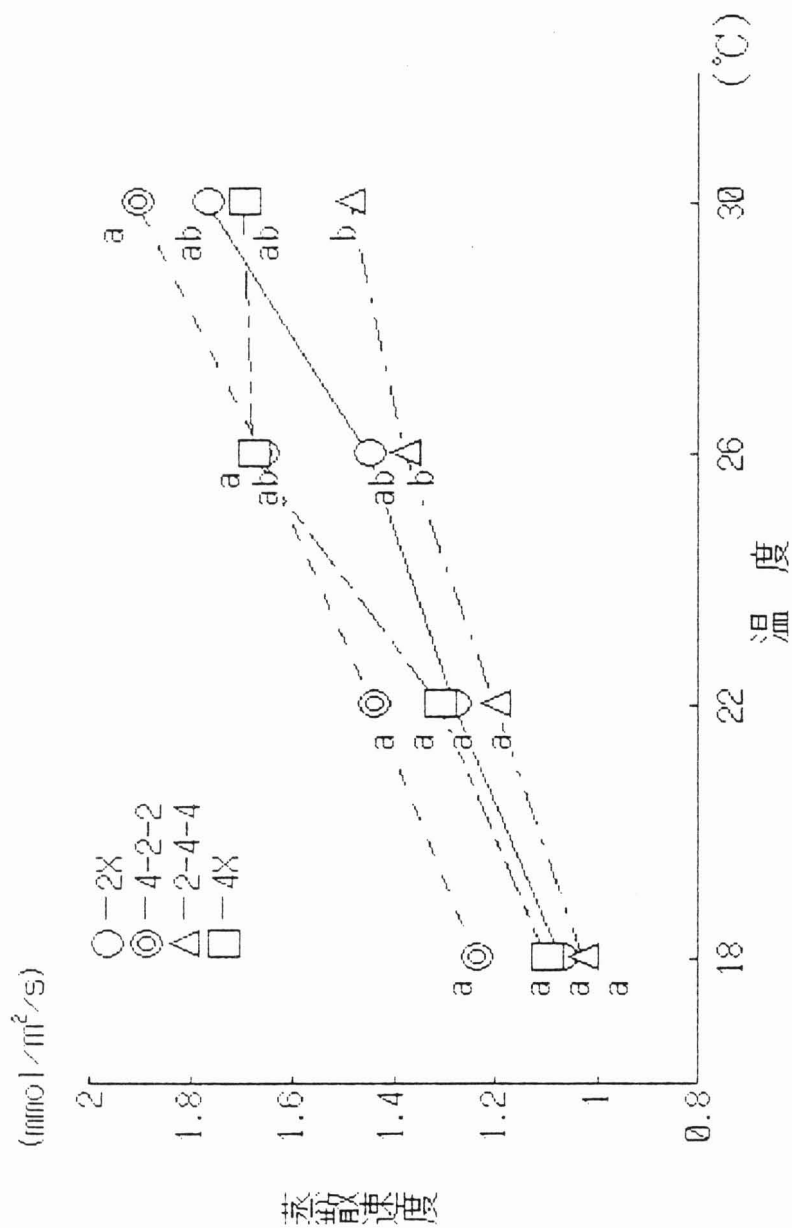 (mmol/m²/s)
2
1.8
1.6
1.4
1.2
1
0.8
蒸散速度
○—2X
◎—4-2-2
△—2-4-4
□—4X
a
a
a
a
a
a
a
a
a
ab
ab
b
a
ab
ab
b
18
22
26
30
(℃)
温 度